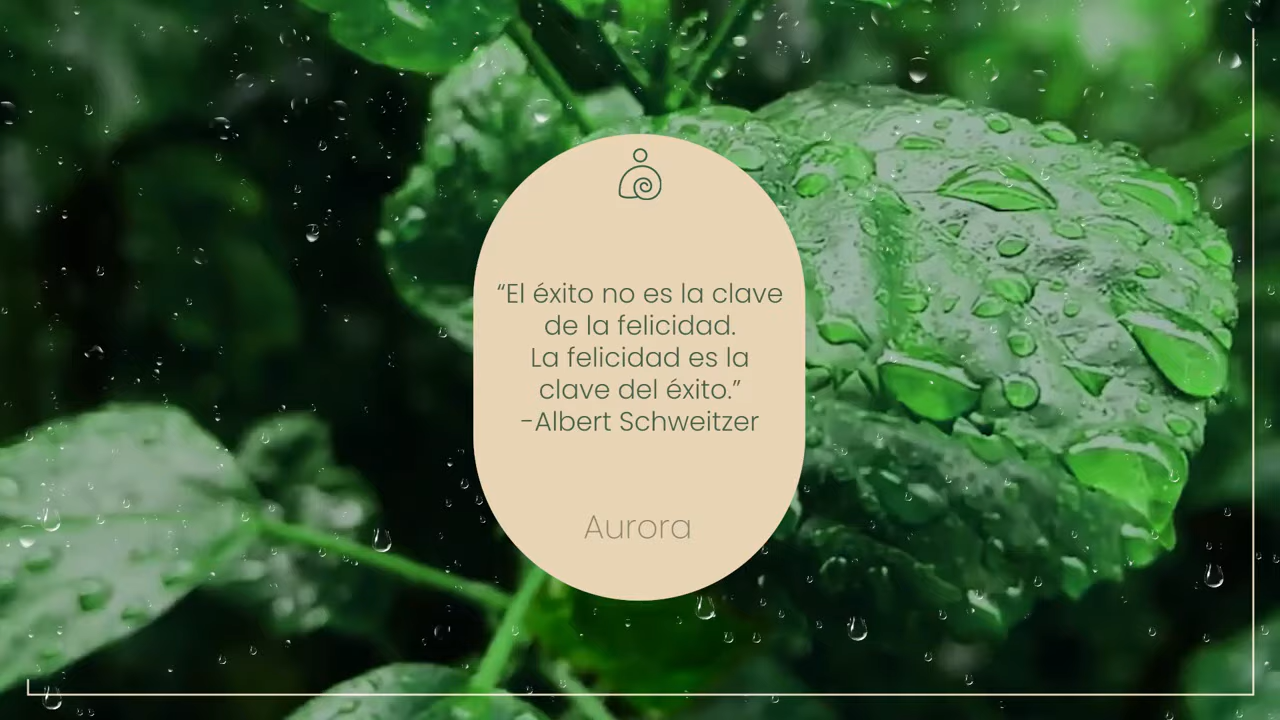 “El éxito no es la clave
de la felicidad.
La felicidad es la
clave del éxito.”
-Albert Schweitzer
Aurora